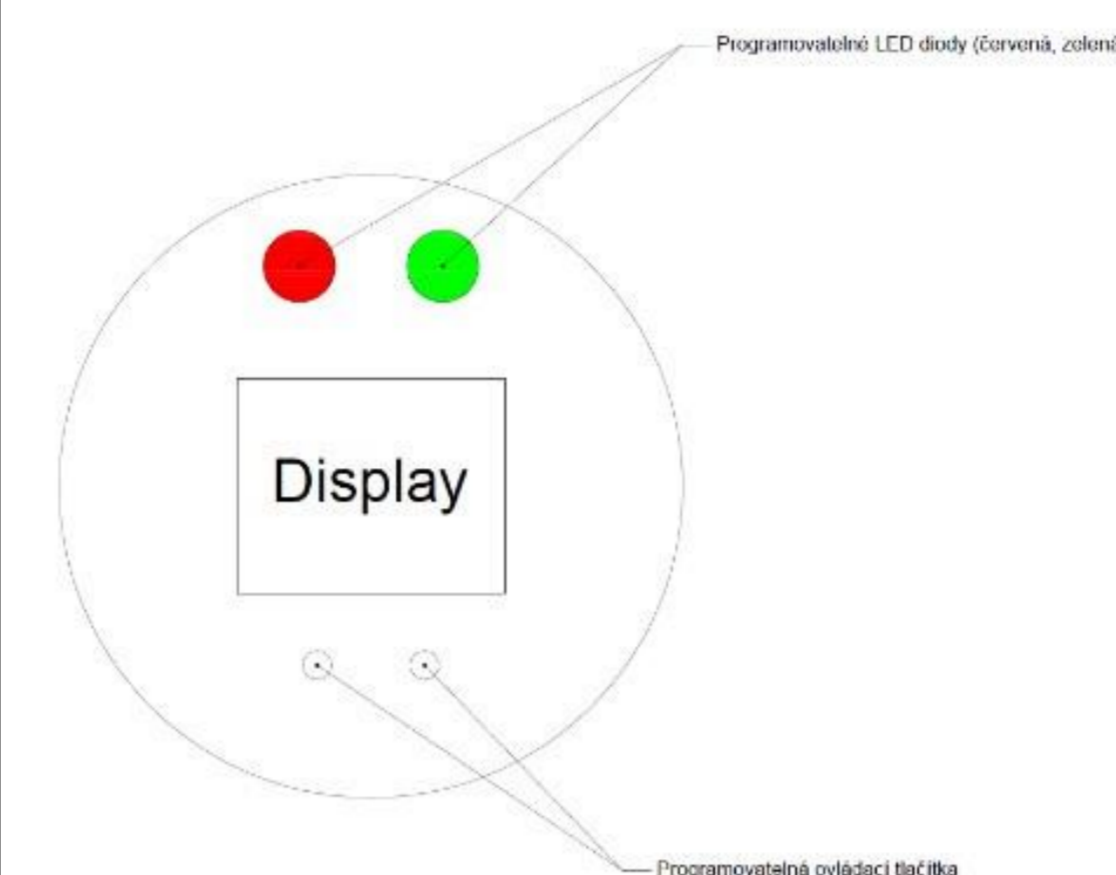 Programovatelné LED diody (červená, zelená
Display
Programovatelná ovládací tlačítka